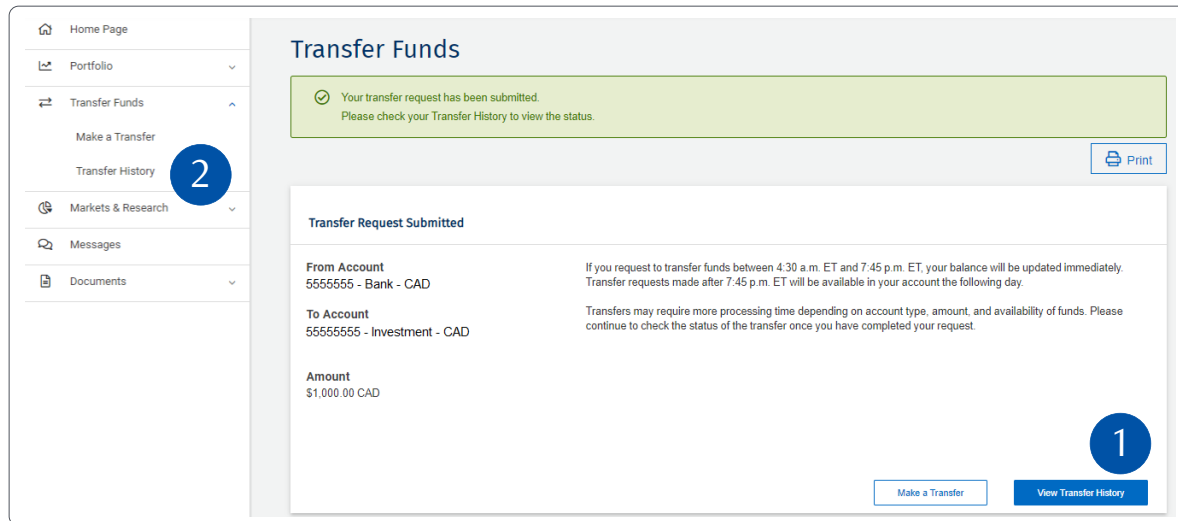 Home Page
Portfolio
Transfer Funds
Make a Transfer
Transfer History
2
Markets & Research
Messages
Documents
Transfer Funds
Your transfer request has been submitted.
Please check your Transfer History to view the status.
Print
Transfer Request Submitted
From Account
5555555 - Bank - CAD
To Account
55555555 - Investment - CAD
Amount
$1,000.00 CAD
If you request to transfer funds between 4:30 a.m. ET and 7:45 p.m. ET, your balance will be updated immediately.
Transfer requests made after 7:45 p.m. ET will be available in your account the following day.
Transfers may require more processing time depending on account type, amount, and availability of funds. Please
continue to check the status of the transfer once you have completed your request.
1
Make a Transfer
View Transfer History